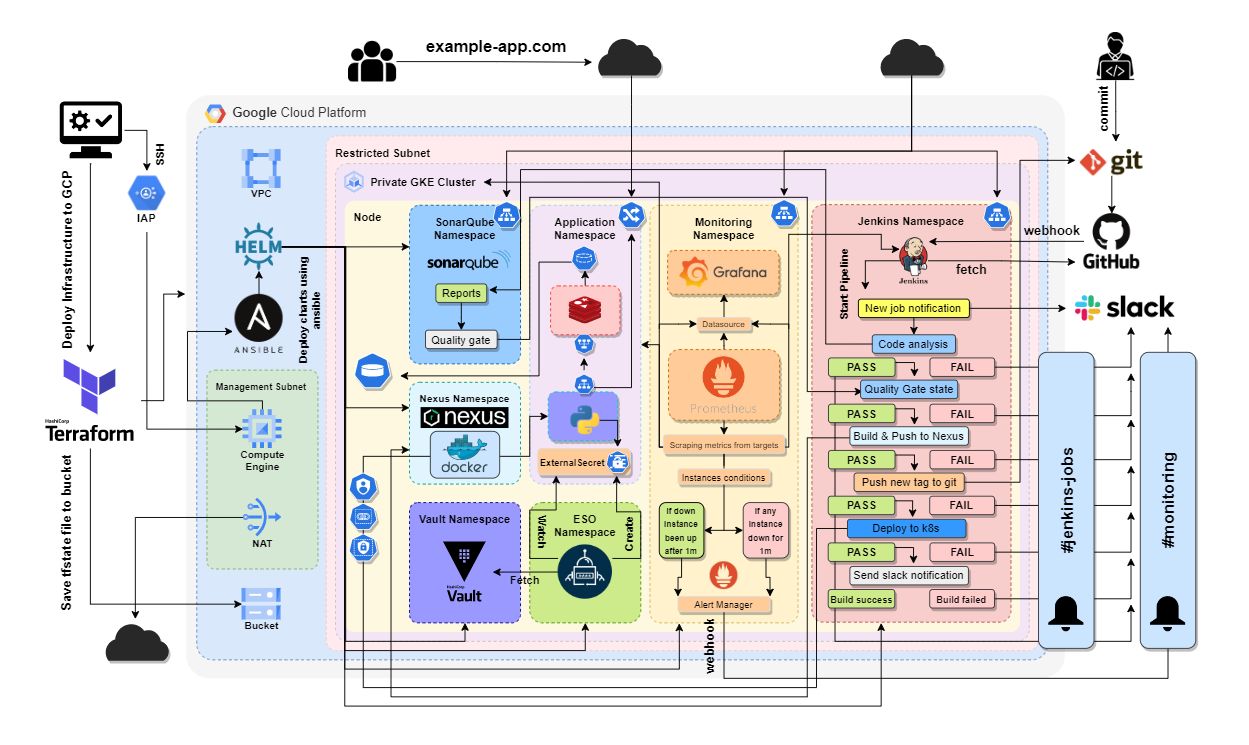 example-app.com
commit
Google Cloud Platform
Restricted Subnet
Private GKE Cluster
Node
SSH
IAP
VPC
HELM
Deploy charts using
ansible
ANSIBLE
Deploy Infrastructure to GCP
HashiCorp
Terraform
Save tfstate file to bucket
Management Subnet
Compute
Engine
NAT
Bucket
SonarQube
Namespace
sonarqube
Reports
Quality gate
Nexus Namespace
nexus
docker
Vault Namespace
HashiCorp
Vault
Application
Namespace
ExternalSecret
Watch
Create
Fetch
ESO
Namespace
Monitoring
Namespace
Grafana
Datasource
Prometheus
Scraping metrics from targets
Instances conditions
If down
instance
been up
after 1m
If any
instance
down for
1m
Alert Manager
webhook
Jenkins Namespace
Jenkins
Start Pipeline
New job notification
Code analysis
PASS
FAIL
Quality Gate state
PASS
FAIL
Build & Push to Nexus
PASS
FAIL
Push new tag to git
PASS
FAIL
Deploy to k8s
PASS
FAIL
Send slack notification
Build success
Build failed
git
webhook
fetch
GitHub
slack
#jenkins-jobs
#monitoring